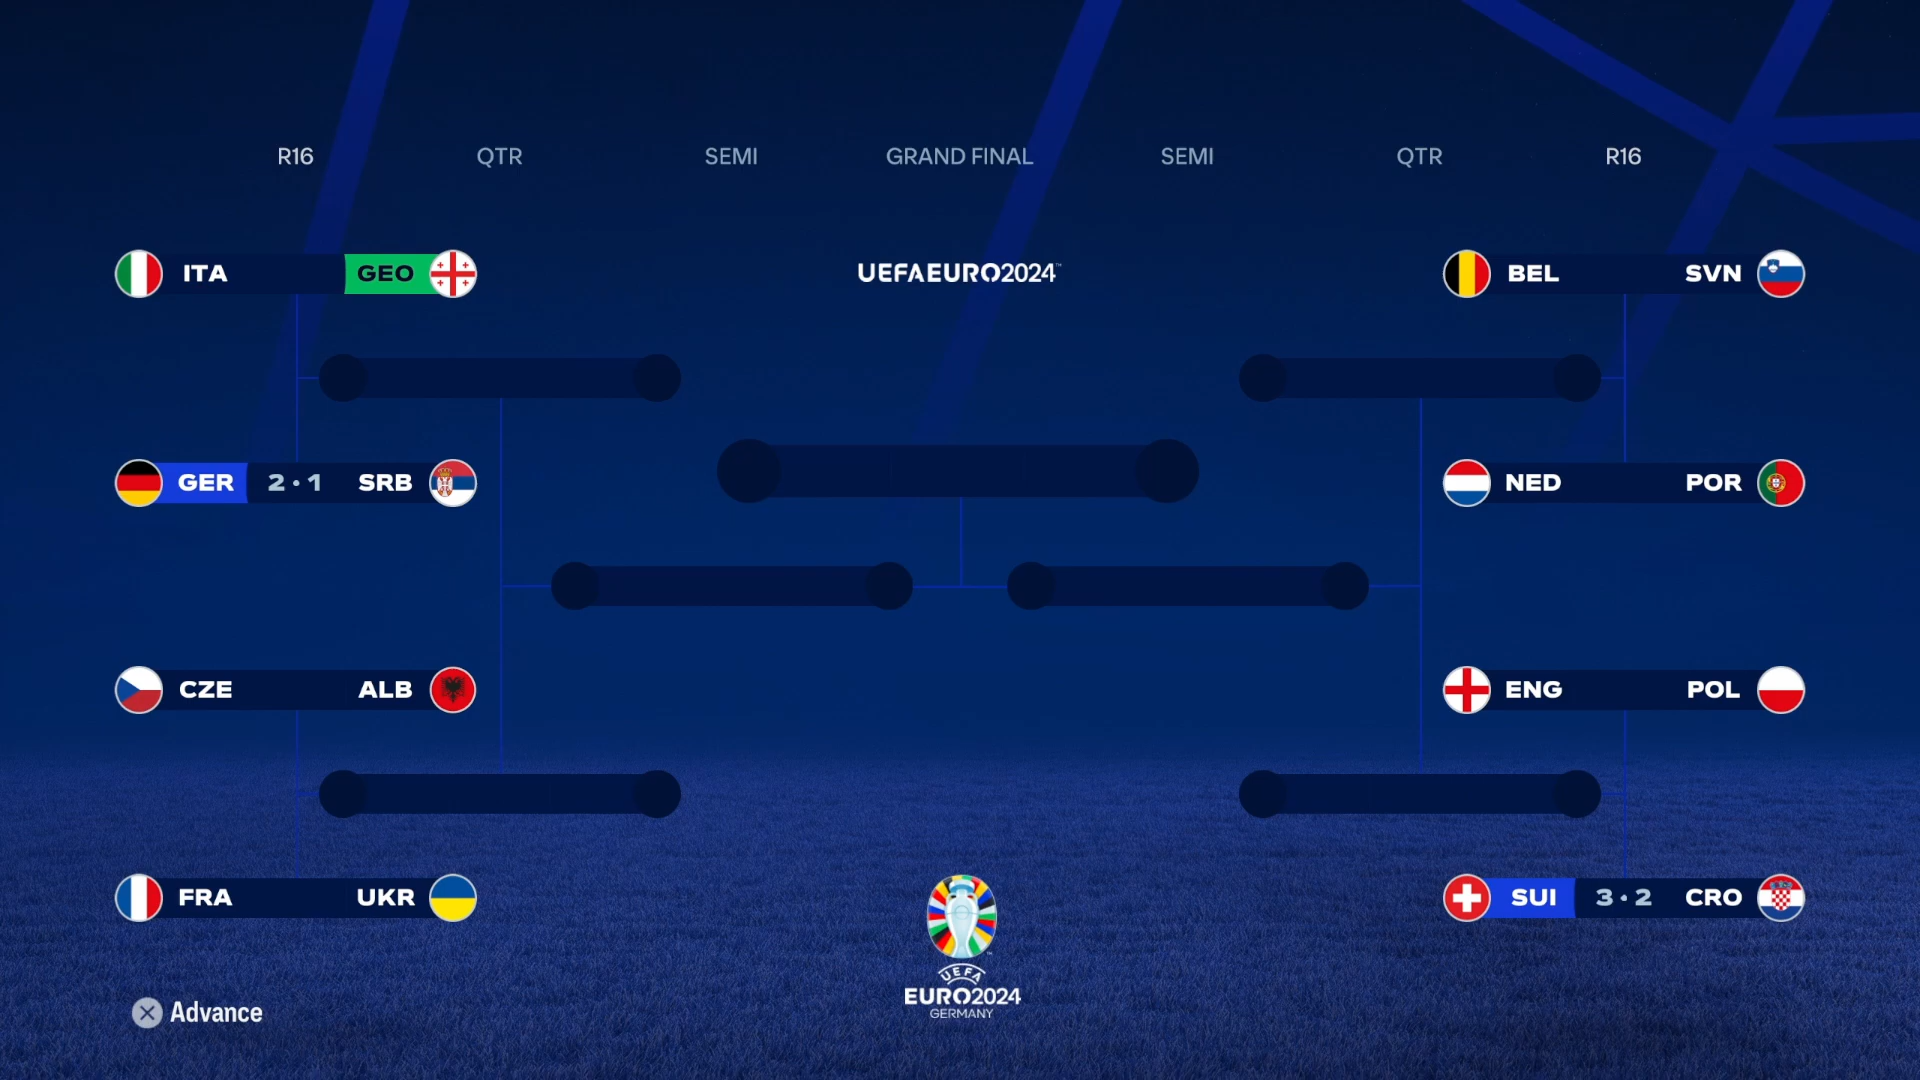 R16 QTR SEMI GRAND FINAL SEMI QTR R16
ITA GEO
UEFAEURO2024™
BEL SVN
GER 2 • 1 SRB
NED POR
CZE ALB
ENG POL
FRA UKR
SUI 3 • 2 CRO
UEFA
EURO2024
GERMANY
Advance